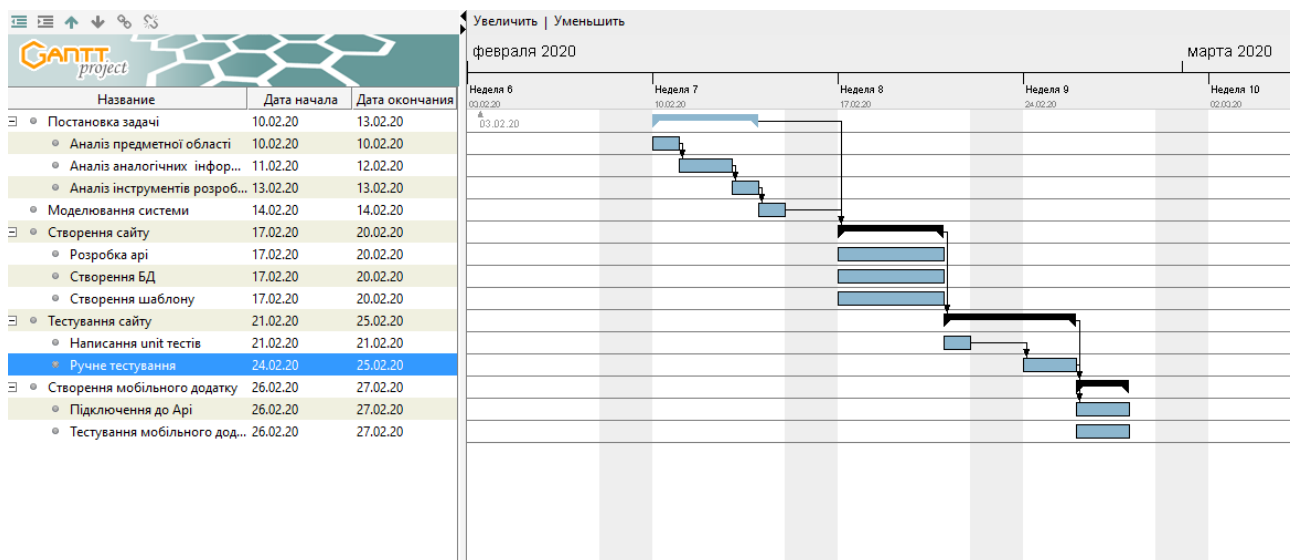 Увеличить | Уменьшить
GANTT project
февраля 2020 марта 2020
Неделя 6 Неделя 7 Неделя 8 Неделя 9 Неделя 10
03.02.20 10.02.20 17.02.20 24.02.20 02.03.20
03.02.20
Название Дата начала Дата окончания
Постановка задачі 10.02.20 13.02.20
Аналіз предметної області 10.02.20 10.02.20
Аналіз аналогічних інфор... 11.02.20 12.02.20
Аналіз інструментів розроб... 13.02.20 13.02.20
Моделювання системи 14.02.20 14.02.20
Створення сайту 17.02.20 20.02.20
Розробка арі 17.02.20 20.02.20
Створення БД 17.02.20 20.02.20
Створення шаблону 17.02.20 20.02.20
Тестування сайту 21.02.20 25.02.20
Написання unit тестів 21.02.20 21.02.20
Ручне тестування 24.02.20 25.02.20
Створення мобільного додатку 26.02.20 27.02.20
Підключення до Арі 26.02.20 27.02.20
Тестування мобільного дод... 26.02.20 27.02.20